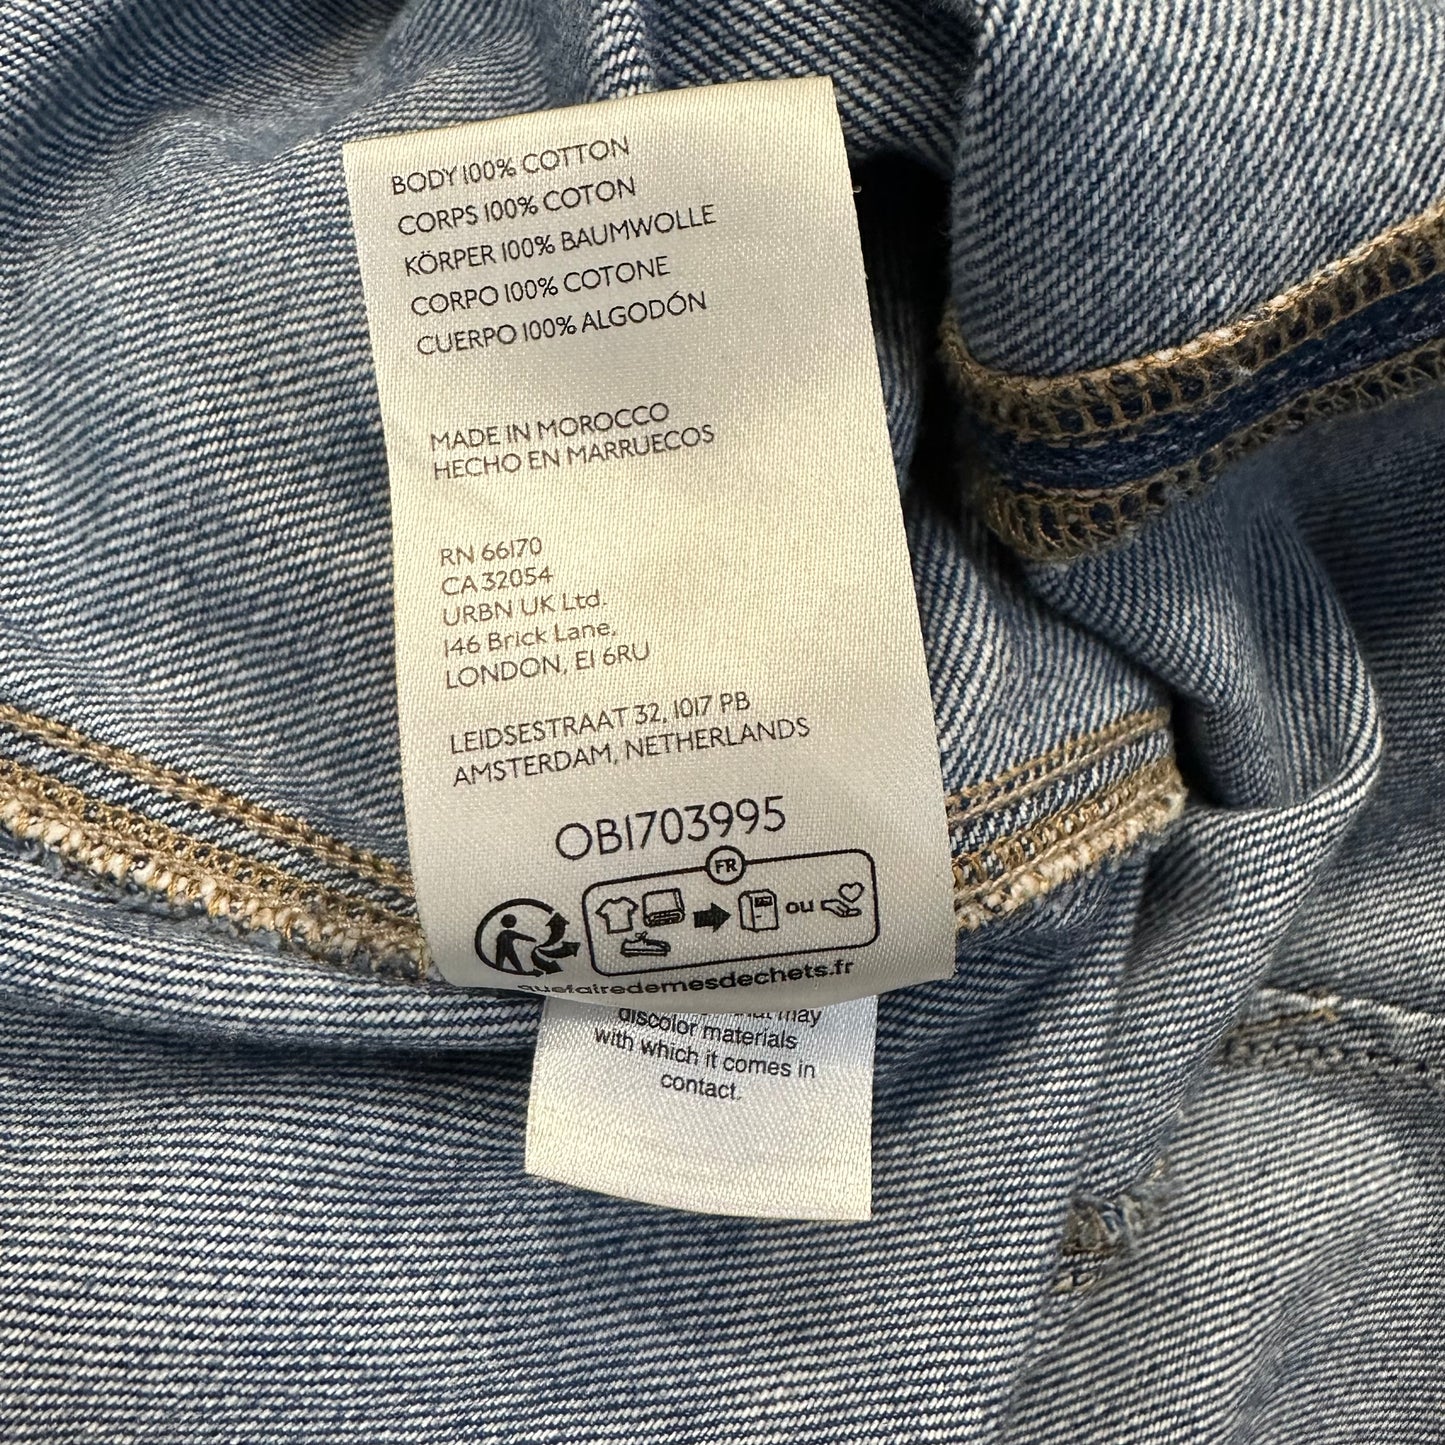 BODY 100% COTTON
CORPS 100% COTON
KÖRPER 100% BAUMWOLLE
CORPO 100% COTONE
CUERPO 100% ALGODÓN
MADE IN MOROCCO
HECHO EN MARRUECOS
RN 66170
CA 32054
URBN UK Ltd.
146 Brick Lane,
LONDON, E1 6RU
LEIDSESTRAAT 32, 1017 PB
AMSTERDAM, NETHERLANDS
OB1703995
FR
ou
quefairedemesdechets.fr
may
discolor materials
with which it comes in
contact.